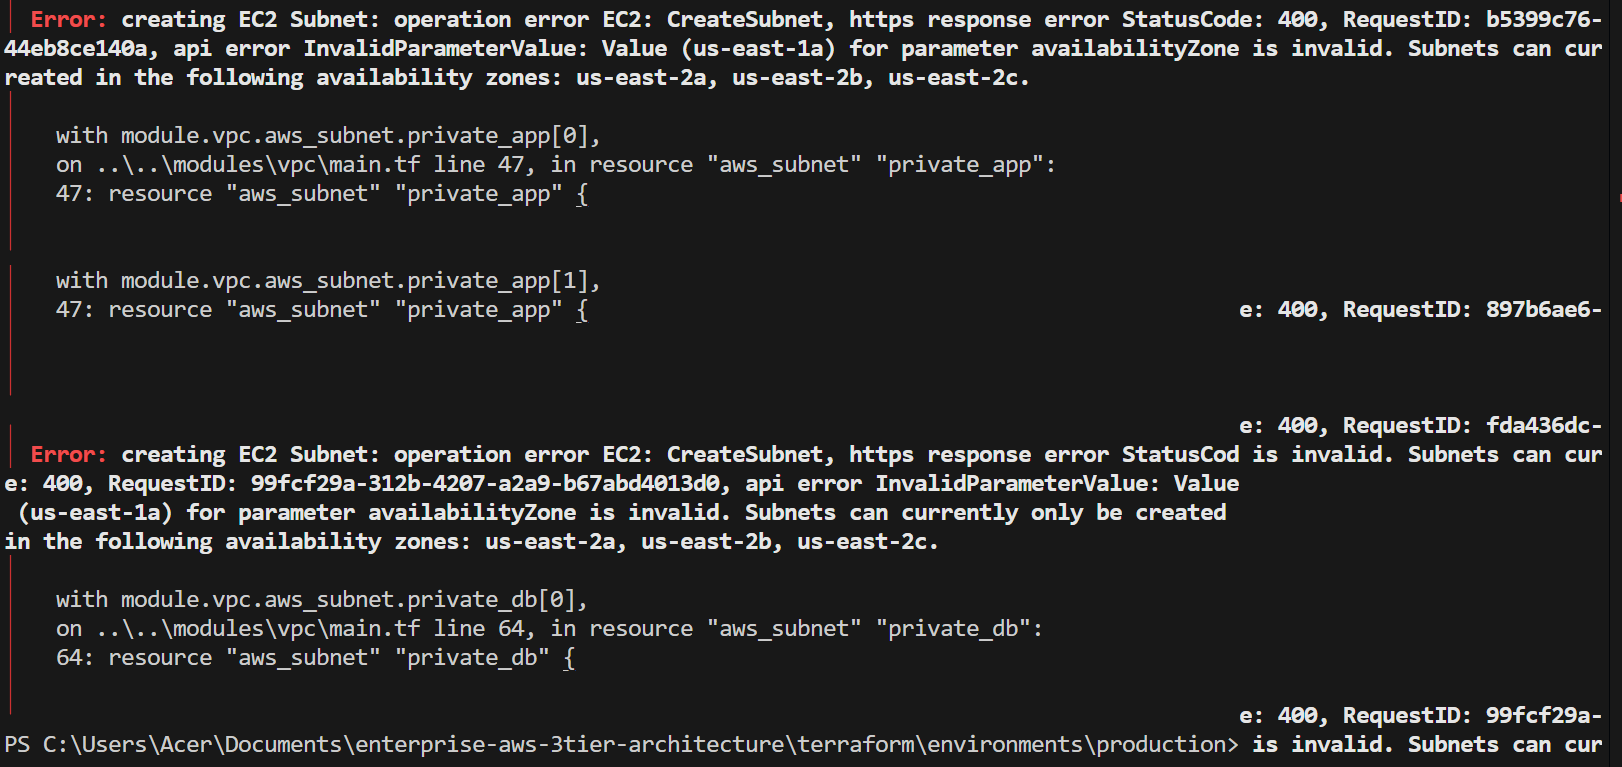 Error: creating EC2 Subnet: operation error EC2: CreateSubnet, https response error StatusCode: 400, RequestID: b5399c76-
44eb8ce140a, api error InvalidParameterValue: Value (us-east-1a) for parameter availabilityZone is invalid. Subnets can cur
reated in the following availability zones: us-east-2a, us-east-2b, us-east-2c.
with module.vpc.aws_subnet.private_app[0],
on ..\..\modules\vpc\main.tf line 47, in resource "aws_subnet" "private_app":
47: resource "aws_subnet" "private_app" {
with module.vpc.aws_subnet.private_app[1],
47: resource "aws_subnet" "private_app" { e: 400, RequestID: 897b6ae6-
e: 400, RequestID: fda436dc-
Error: creating EC2 Subnet: operation error EC2: CreateSubnet, https response error StatusCod is invalid. Subnets can cur
e: 400, RequestID: 99fcf29a-312b-4207-a2a9-b67abd4013d0, api error InvalidParameterValue: Value
(us-east-1a) for parameter availabilityZone is invalid. Subnets can currently only be created
in the following availability zones: us-east-2a, us-east-2b, us-east-2c.
with module.vpc.aws_subnet.private_db[0],
on ..\..\modules\vpc\main.tf line 64, in resource "aws_subnet" "private_db":
64: resource "aws_subnet" "private_db" {
e: 400, RequestID: 99fcf29a-
PS C:\Users\Acer\Documents\enterprise-aws-3tier-architecture\terraform\environments\production> is invalid. Subnets can cur